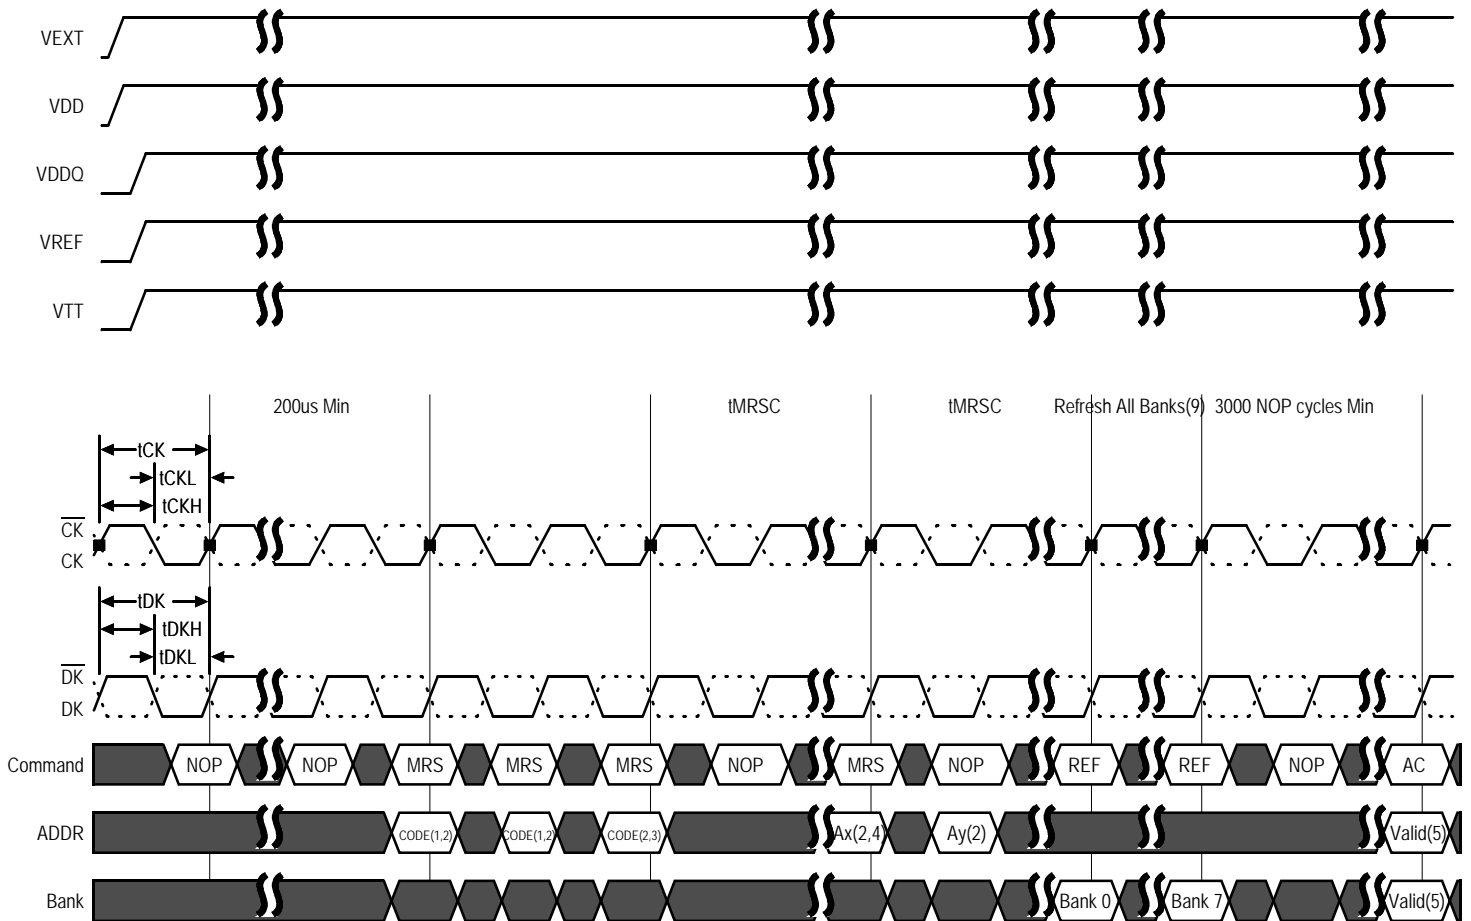 VEXT
VDD
VDDQ
VREF
VTT
200us Min tMRSC tMRSC Refresh All Banks(9) 3000 NOP cycles Min
tCK
tCKL
tCKH
CK
CK
tDK
tDKH
tDKL
DK
DK
Command NOP NOP MRS MRS MRS NOP MRS NOP REF REF NOP AC
ADDR CODE(1,2) CODE(1,2) CODE(2,3) Ax(2,4) Ay(2) Valid(5)
Bank Bank 0 Bank 7 Valid(5)